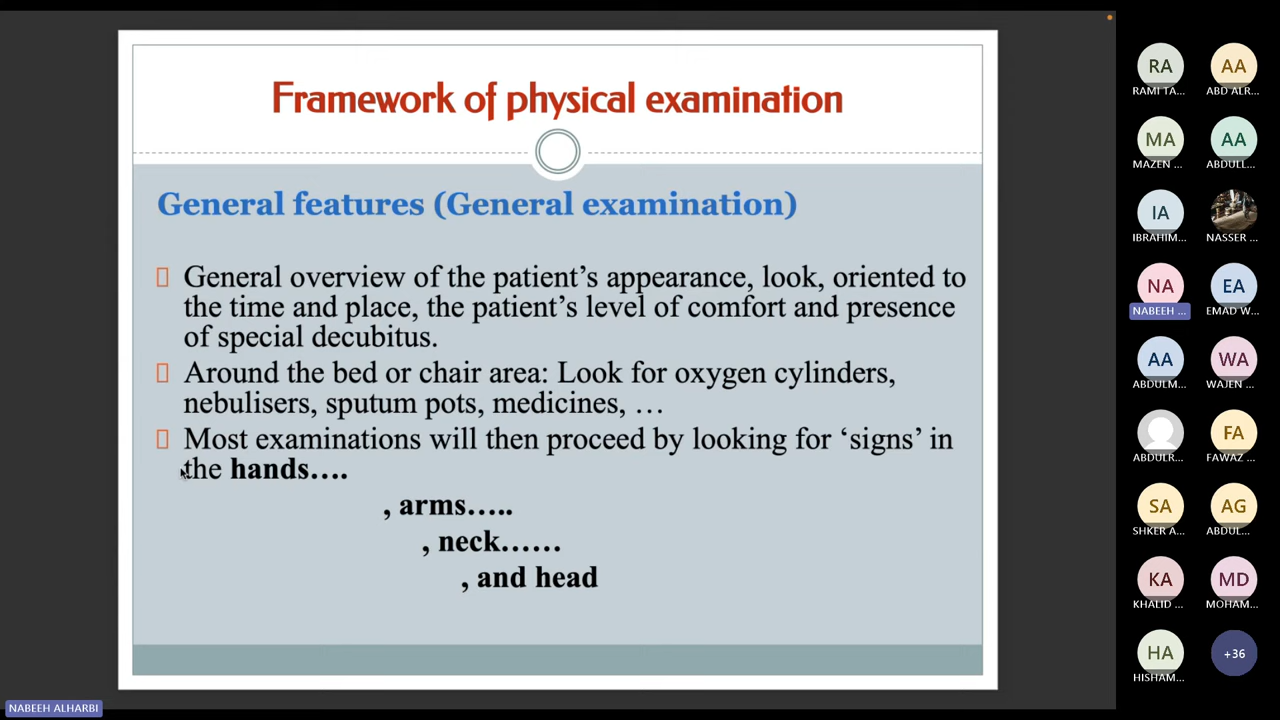 Framework of physical examination
General features (General examination)
General overview of the patient’s appearance, look, oriented to
the time and place, the patient’s level of comfort and presence
of special decubitus.
Around the bed or chair area: Look for oxygen cylinders,
nebulisers, sputum pots, medicines, …
Most examinations will then proceed by looking for ‘signs’ in
the hands….
, arms…..
, neck……
, and head
RA
RAMI TA...
AA
ABD ALR...
MA
MAZEN ...
AA
ABDULL...
IA
IBRAHIM...
NASSER ...
NA
NABEEH ...
EA
EMAD W...
AA
ABDULM...
WA
WAJEN ...
ABDULR...
FA
FAWAZ ...
SA
SHKER A...
AG
ABDUL...
KA
KHALID ...
MD
MOHAM...
HA
HISHAM...
+36
NABEEH ALHARBI